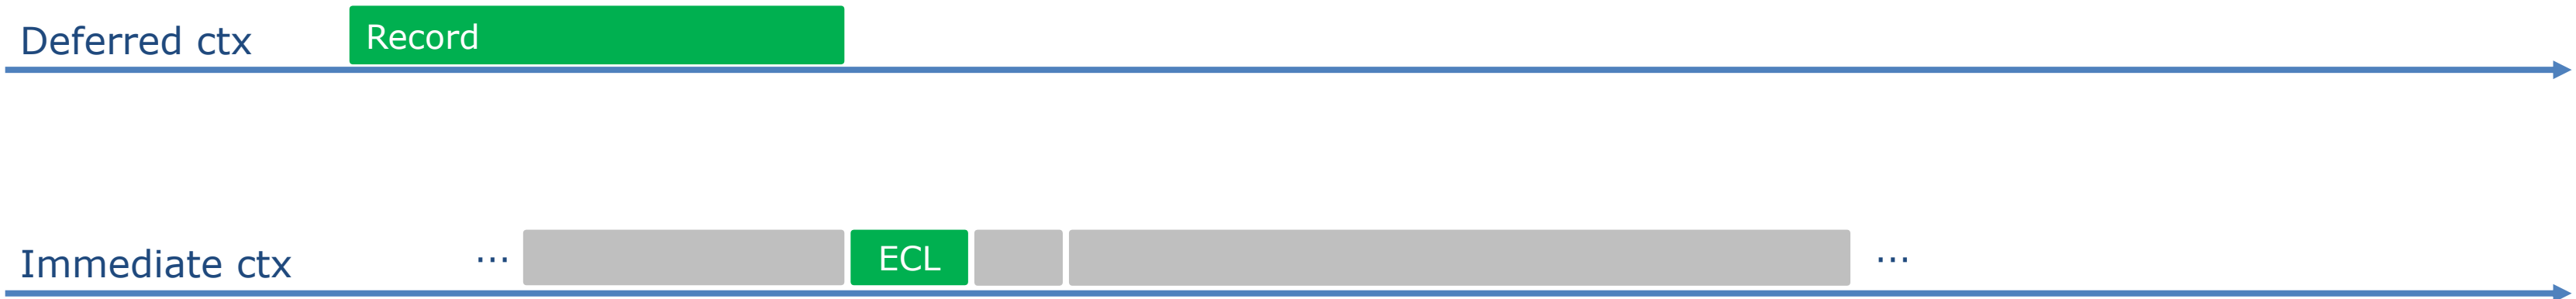 Deferred ctx
Record
Immediate ctx
...
ECL
...